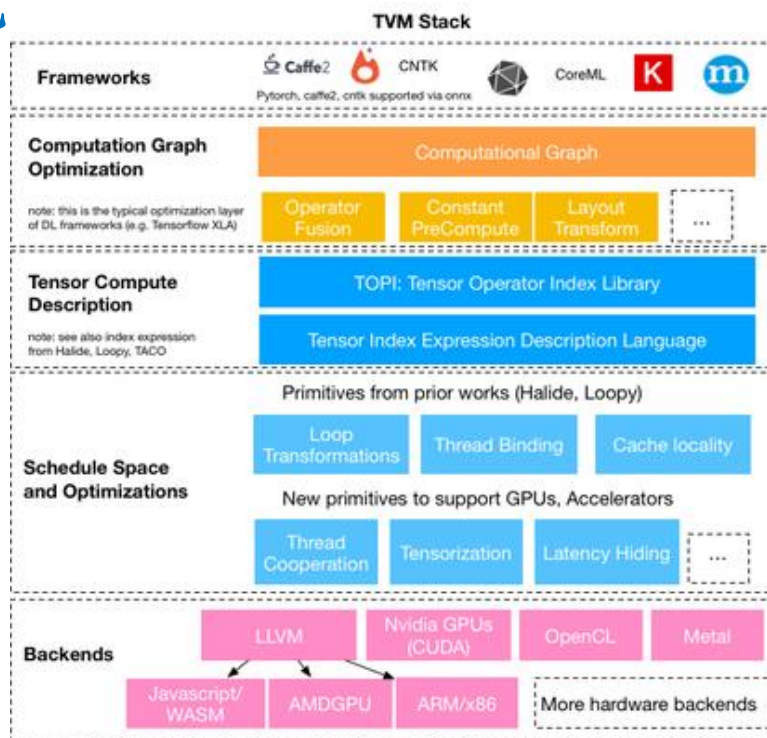 TVM Stack
Frameworks
Caffe2
CNTK
CoreML
K
m
Pytorch, caffe2, cntk supported via onnx
Computation Graph
Optimization
note: this is the typical optimization layer
of DL frameworks (e.g. Tensorflow XLA)
Computational Graph
Operator
Fusion
Constant
PreCompute
Layout
Transform
...
Tensor Compute
Description
note: see also index expression
from Halide, Loopy, TACO
TOPI: Tensor Operator Index Library
Tensor Index Expression Description Language
Schedule Space
and Optimizations
Primitives from prior works (Halide, Loopy)
Loop
Transformations
Thread Binding
Cache locality
New primitives to support GPUs, Accelerators
Thread
Cooperation
Tensorization
Latency Hiding
...
Backends
LLVM
Nvidia GPUs
(CUDA)
OpenCL
Metal
Javascript/
WASM
AMDGPU
ARM/x86
More hardware backends